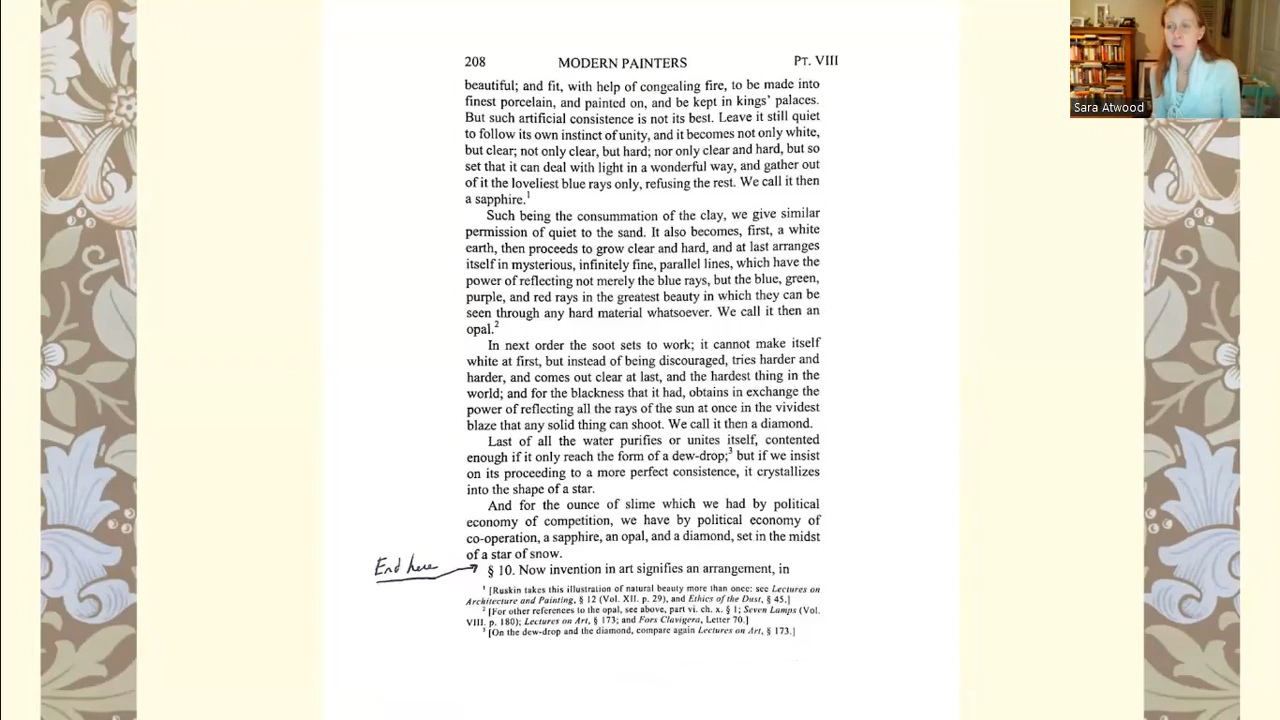 208 MODERN PAINTERS PT. VIII
beautiful; and fit, with help of congealing fire, to be made into
finest porcelain, and painted on, and be kept in kings' palaces.
But such artificial consistence is not its best. Leave it still quiet
to follow its own instinct of unity, and it becomes not only white,
but clear; not only clear, but hard; nor only clear and hard, but so
set that it can deal with light in a wonderful way, and gather out
of it the loveliest blue rays only, refusing the rest. We call it then
a sapphire.1
Such being the consummation of the clay, we give similar
permission of quiet to the sand. It also becomes, first, a white
earth, then proceeds to grow clear and hard, and at last arranges
itself in mysterious, infinitely fine, parallel lines, which have the
power of reflecting not merely the blue rays, but the blue, green,
purple, and red rays in the greatest beauty in which they can be
seen through any hard material whatsoever. We call it then an
opal.2
In next order the soot sets to work; it cannot make itself
white at first, but instead of being discouraged, tries harder and
harder, and comes out clear at last, and the hardest thing in the
world; and for the blackness that it had, obtains in exchange the
power of reflecting all the rays of the sun at once in the vividest
blaze that any solid thing can shoot. We call it then a diamond.
Last of all the water purifies or unites itself, contented
enough if it only reach the form of a dew-drop;3 but if we insist
on its proceeding to a more perfect consistence, it crystallizes
into the shape of a star.
And for the ounce of slime which we had by political
economy of competition, we have by political economy of
co-operation, a sapphire, an opal, and a diamond, set in the midst
of a star of snow.
End here
§ 10. Now invention in art signifies an arrangement, in
1 [Ruskin takes this illustration of natural beauty more than once: see Lectures on
Architecture and Painting, § 12 (Vol. XII. p. 29), and Ethics of the Dust, § 45.]
2 [For other references to the opal, see above, part vi. ch. x. § 1; Seven Lamps (Vol.
VIII. p. 180); Lectures on Art, § 173; and Fors Clavigera, Letter 70.]
3 [On the dew-drop and the diamond, compare again Lectures on Art, § 173.]
Sara Atwood